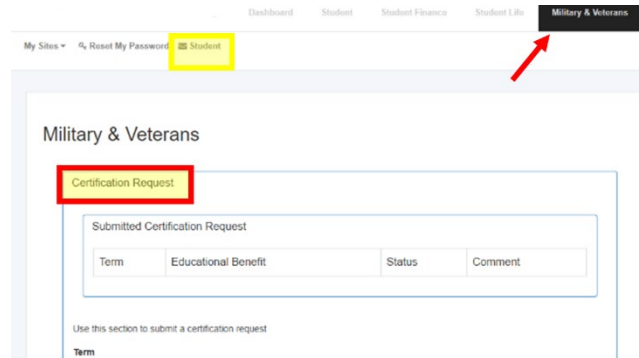 Dashboard Student Student Finance Student Life Military & Veterans
My Sites Reset My Password Student
Military & Veterans
Certification Request
Submitted Certification Request
Term Educational Benefit Status Comment
Use this section to submit a certification request
Term